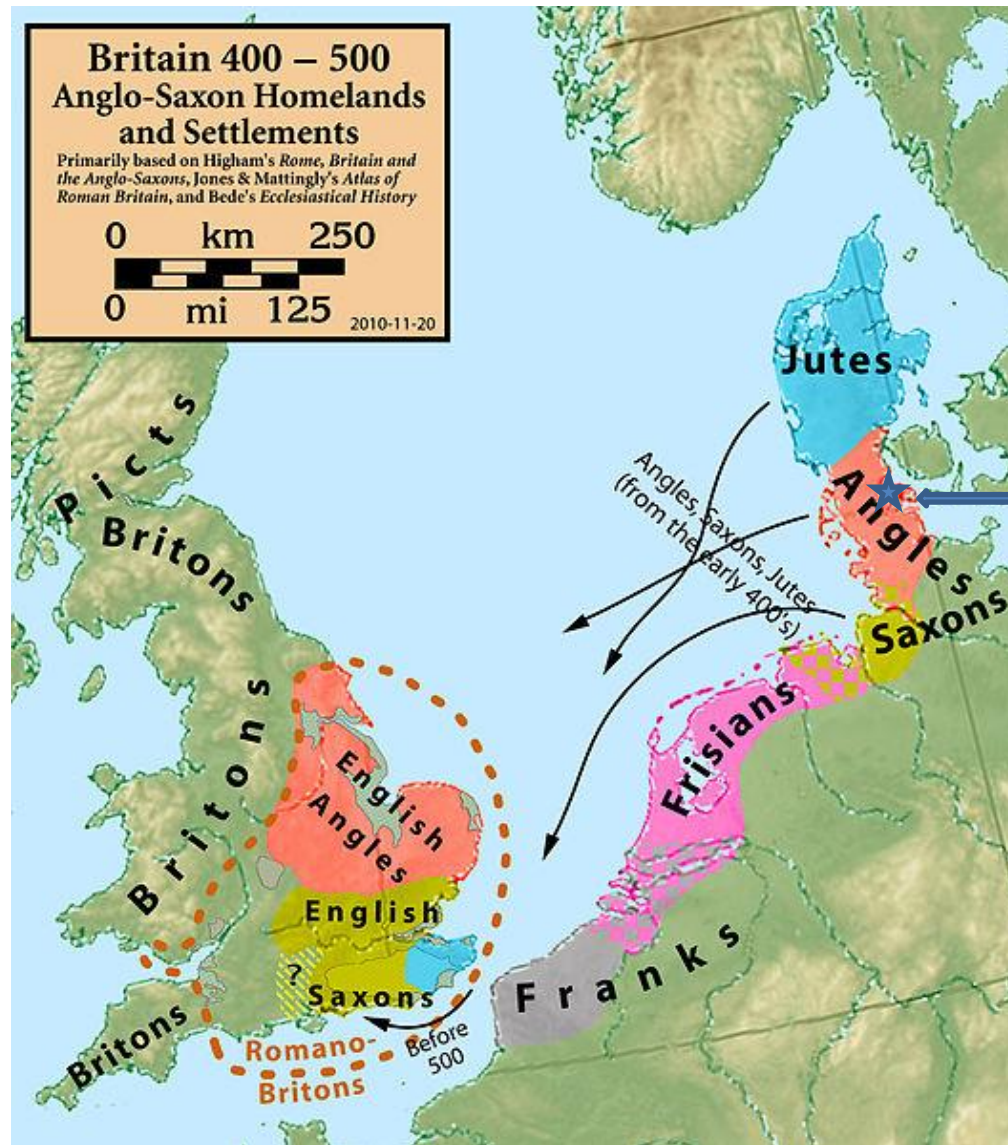 Britain 400 – 500
Anglo-Saxon Homelands
and Settlements
Primarily based on Higham's Rome, Britain and
the Anglo-Saxons, Jones & Mattingly's Atlas of
Roman Britain, and Bede's Ecclesiastical History
0 km 250
0 mi 125
2010-11-20
Jutes
Picts
Angles
Britons
Angles, Saxons, Jutes
(from the early 400's)
Saxons
Frisians
Britons
English
Angles
English
Franks
?
Saxons
Britons
Before
500
Romano-
Britons